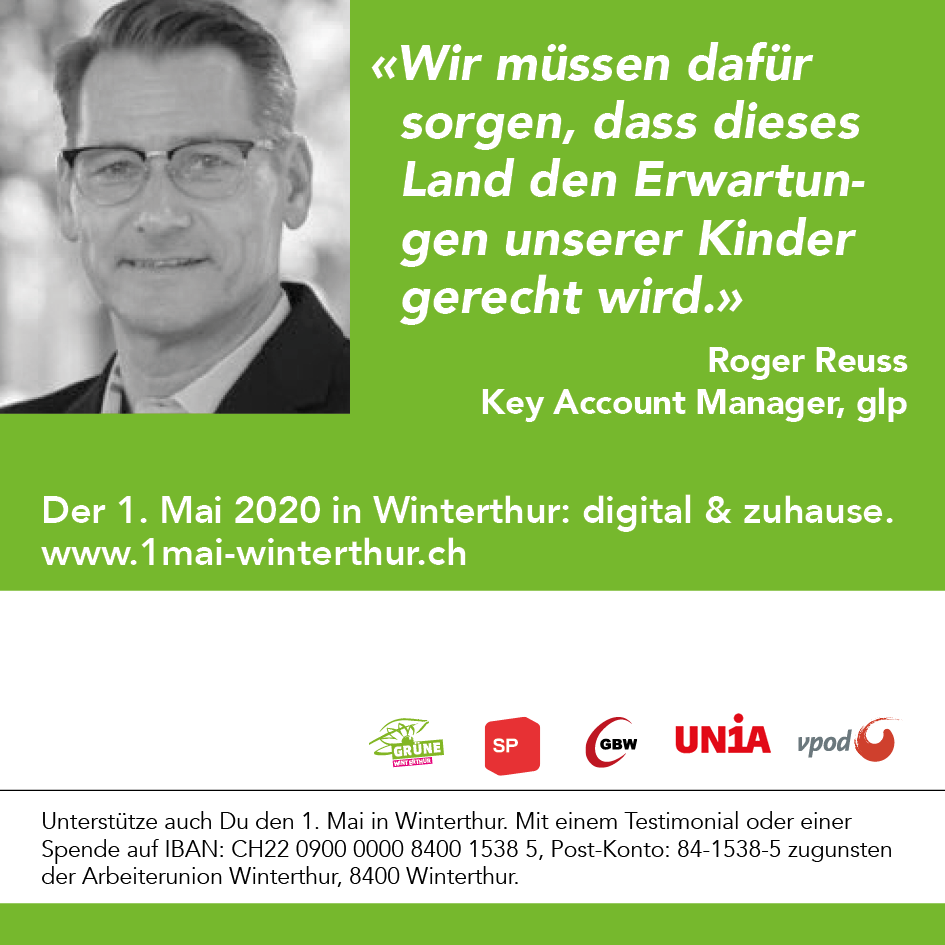 «Wir müssen dafür
sorgen, dass dieses
Land den Erwartun-
gen unserer Kinder
gerecht wird.»
Roger Reuss
Key Account Manager, glp
Der 1. Mai 2020 in Winterthur: digital & zuhause.
www.1mai-winterthur.ch
GRÜNE
WINTERTHUR
SP
GBW
UNiA
vpod
Unterstütze auch Du den 1. Mai in Winterthur. Mit einem Testimonial oder einer
Spende auf IBAN: CH22 0900 0000 8400 1538 5, Post-Konto: 84-1538-5 zugunsten
der Arbeiterunion Winterthur, 8400 Winterthur.